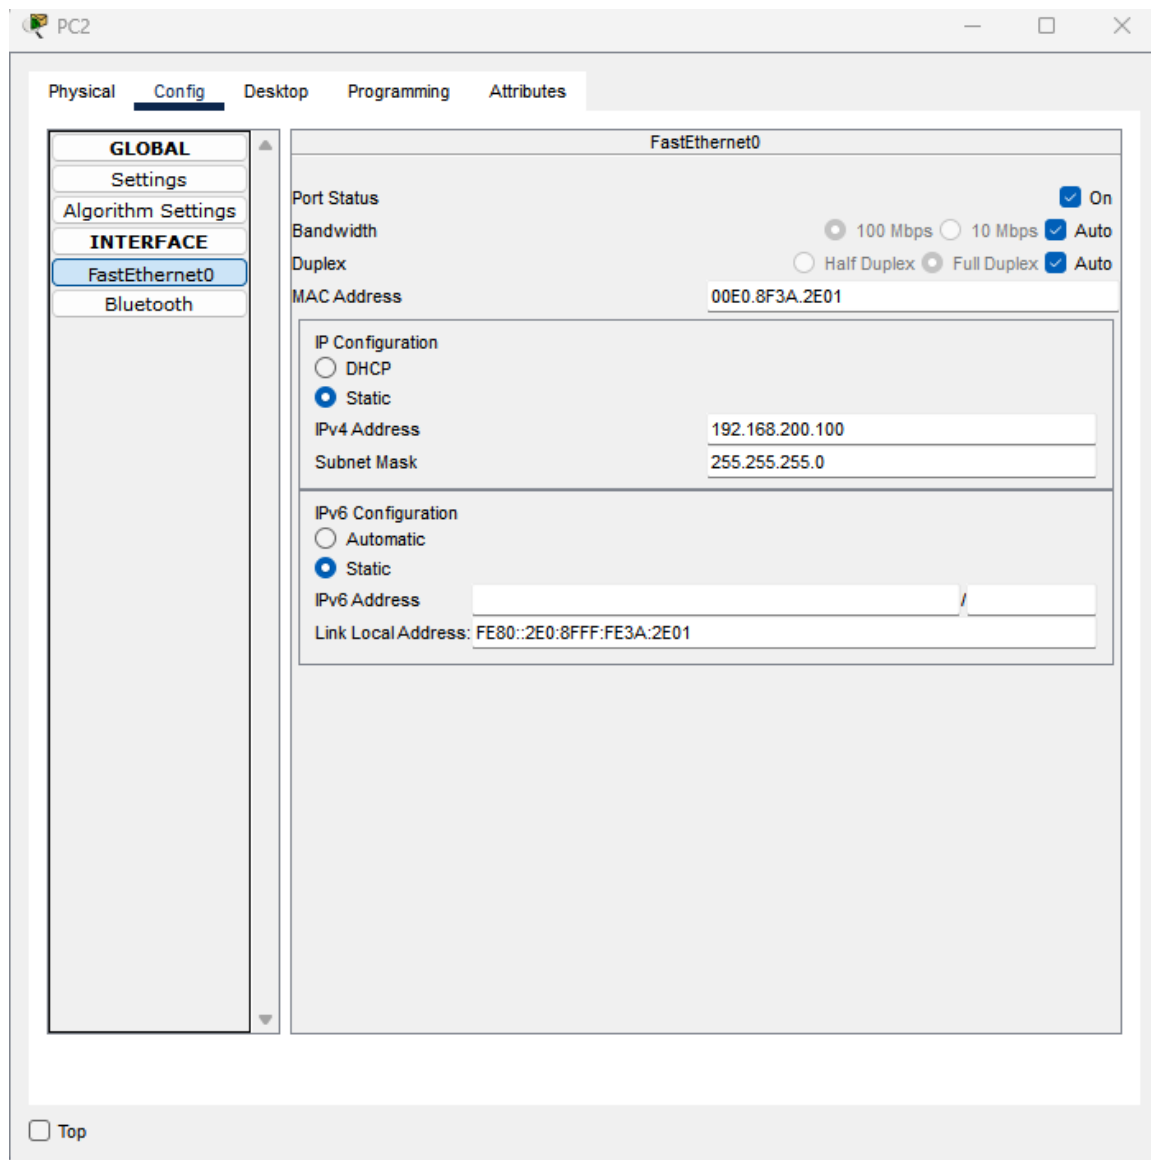 PC2
Physical Config Desktop Programming Attributes
GLOBAL
Settings
Algorithm Settings
INTERFACE
FastEthernet0
Bluetooth
FastEthernet0
Port Status On
Bandwidth 100 Mbps 10 Mbps Auto
Duplex Half Duplex Full Duplex Auto
MAC Address 00E0.8F3A.2E01
IP Configuration
DHCP
Static
IPv4 Address 192.168.200.100
Subnet Mask 255.255.255.0
IPv6 Configuration
Automatic
Static
IPv6 Address /
Link Local Address: FE80::2E0:8FFF:FE3A:2E01
Top